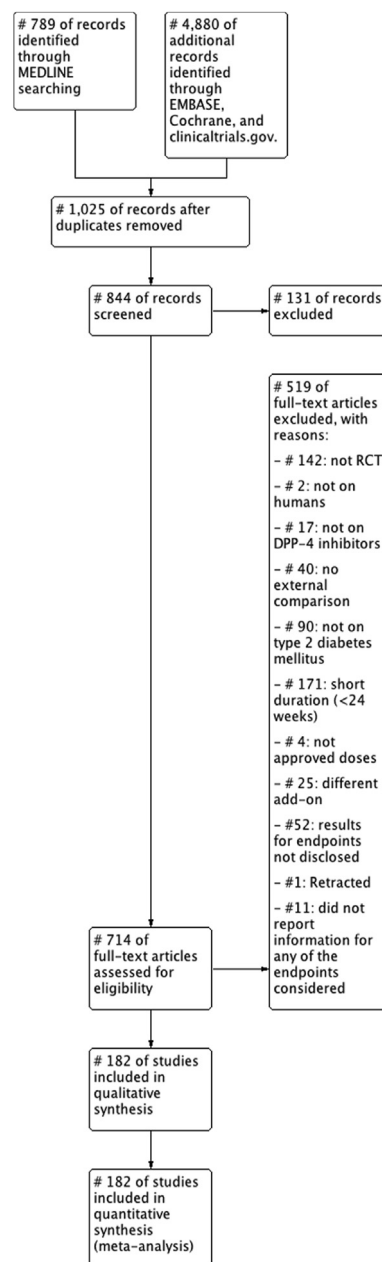 # 789 of records
identified
through
MEDLINE
searching
# 4,880 of
additional
records
identified
through
EMBASE,
Cochrane, and
clinicaltrials.gov.
# 1,025 of records after
duplicates removed
# 844 of records
screened
# 131 of records
excluded
# 519 of
full-text articles
excluded, with
reasons:
- # 142: not RCT
- # 2: not on
humans
- # 17: not on
DPP-4 inhibitors
- # 40: no
external
comparison
- # 90: not on
type 2 diabetes
mellitus
- # 171: short
duration (<24
weeks)
- # 4: not
approved doses
- # 25: different
add-on
- #52: results
for endpoints
not disclosed
- #1: Retracted
- #11: did not
report
information for
any of the
endpoints
considered
# 714 of
full-text articles
assessed for
eligibility
# 182 of studies
included in
qualitative
synthesis
# 182 of studies
included in
quantitative
synthesis
(meta-analysis)